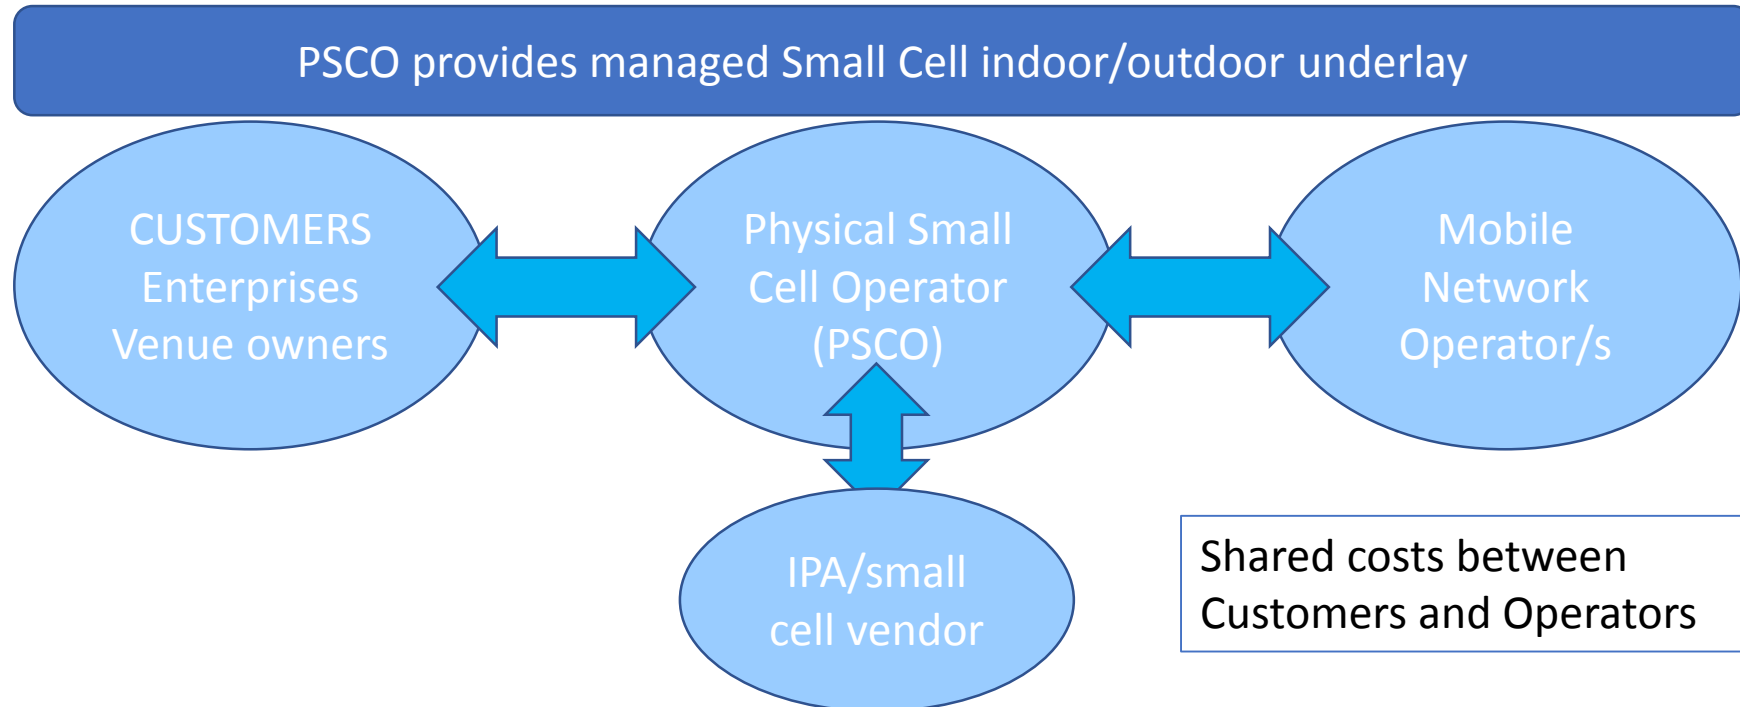 PSCO provides managed Small Cell indoor/outdoor underlay
CUSTOMERS
Enterprises
Venue owners
Physical Small
Cell Operator
(PSCO)
Mobile
Network
Operator/s
IPA/small
cell vendor
Shared costs between
Customers and Operators